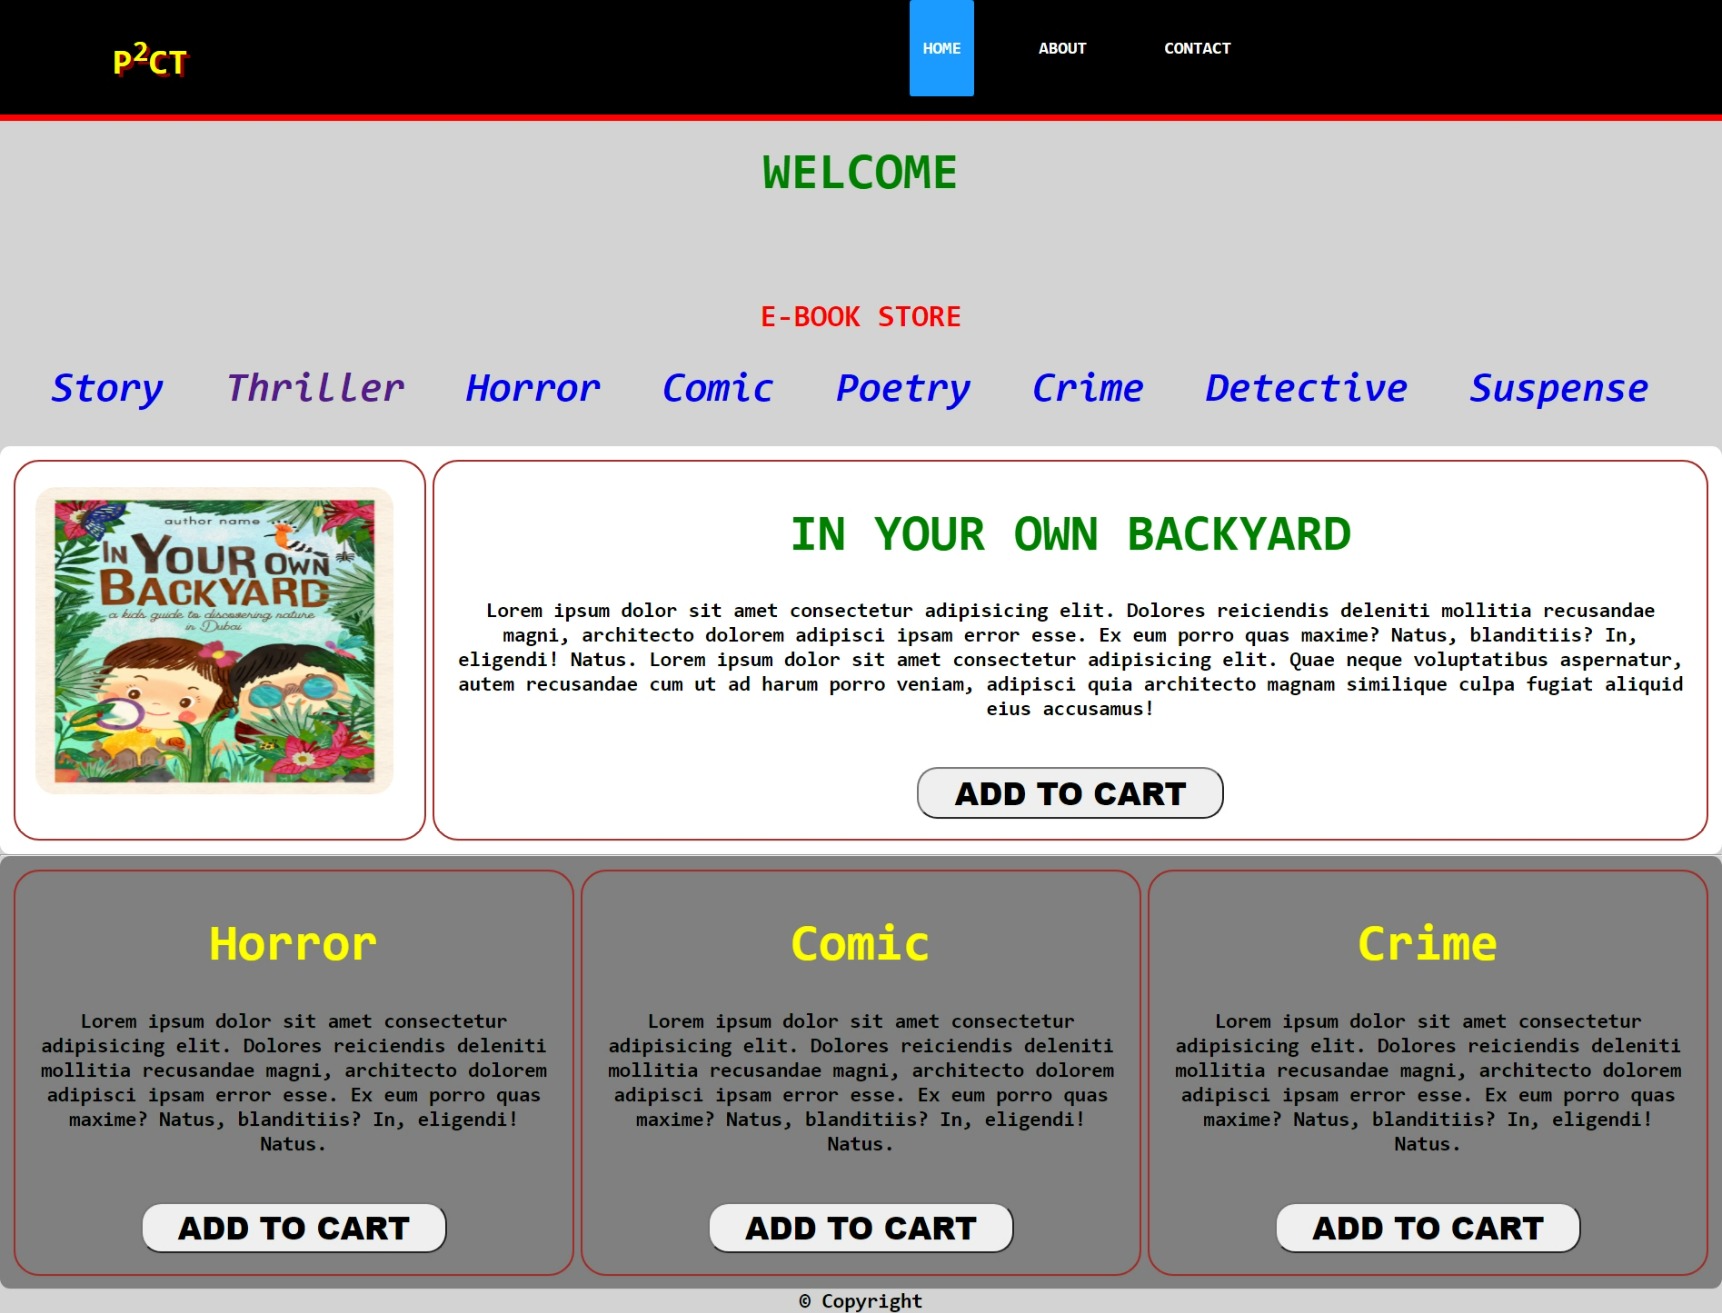 P²CT
HOME ABOUT CONTACT
WELCOME
E-BOOK STORE
Story Thriller Horror Comic Poetry Crime Detective Suspense
author name
IN YOUR OWN
BACKYARD
a kids guide to discovering nature
in Dubai
IN YOUR OWN BACKYARD
Lorem ipsum dolor sit amet consectetur adipisicing elit. Dolores reiciendis deleniti mollitia recusandae
magni, architecto dolorem adipisci ipsam error esse. Ex eum porro quas maxime? Natus, blanditiis? In,
eligendi! Natus. Lorem ipsum dolor sit amet consectetur adipisicing elit. Quae neque voluptatibus aspernatur,
autem recusandae cum ut ad harum porro veniam, adipisci quia architecto magnam similique culpa fugiat aliquid
eius accusamus!
ADD TO CART
Horror
Lorem ipsum dolor sit amet consectetur
adipisicing elit. Dolores reiciendis deleniti
mollitia recusandae magni, architecto dolorem
adipisci ipsam error esse. Ex eum porro quas
maxime? Natus, blanditiis? In, eligendi!
Natus.
ADD TO CART
Comic
Lorem ipsum dolor sit amet consectetur
adipisicing elit. Dolores reiciendis deleniti
mollitia recusandae magni, architecto dolorem
adipisci ipsam error esse. Ex eum porro quas
maxime? Natus, blanditiis? In, eligendi!
Natus.
ADD TO CART
Crime
Lorem ipsum dolor sit amet consectetur
adipisicing elit. Dolores reiciendis deleniti
mollitia recusandae magni, architecto dolorem
adipisci ipsam error esse. Ex eum porro quas
maxime? Natus, blanditiis? In, eligendi!
Natus.
ADD TO CART
© Copyright